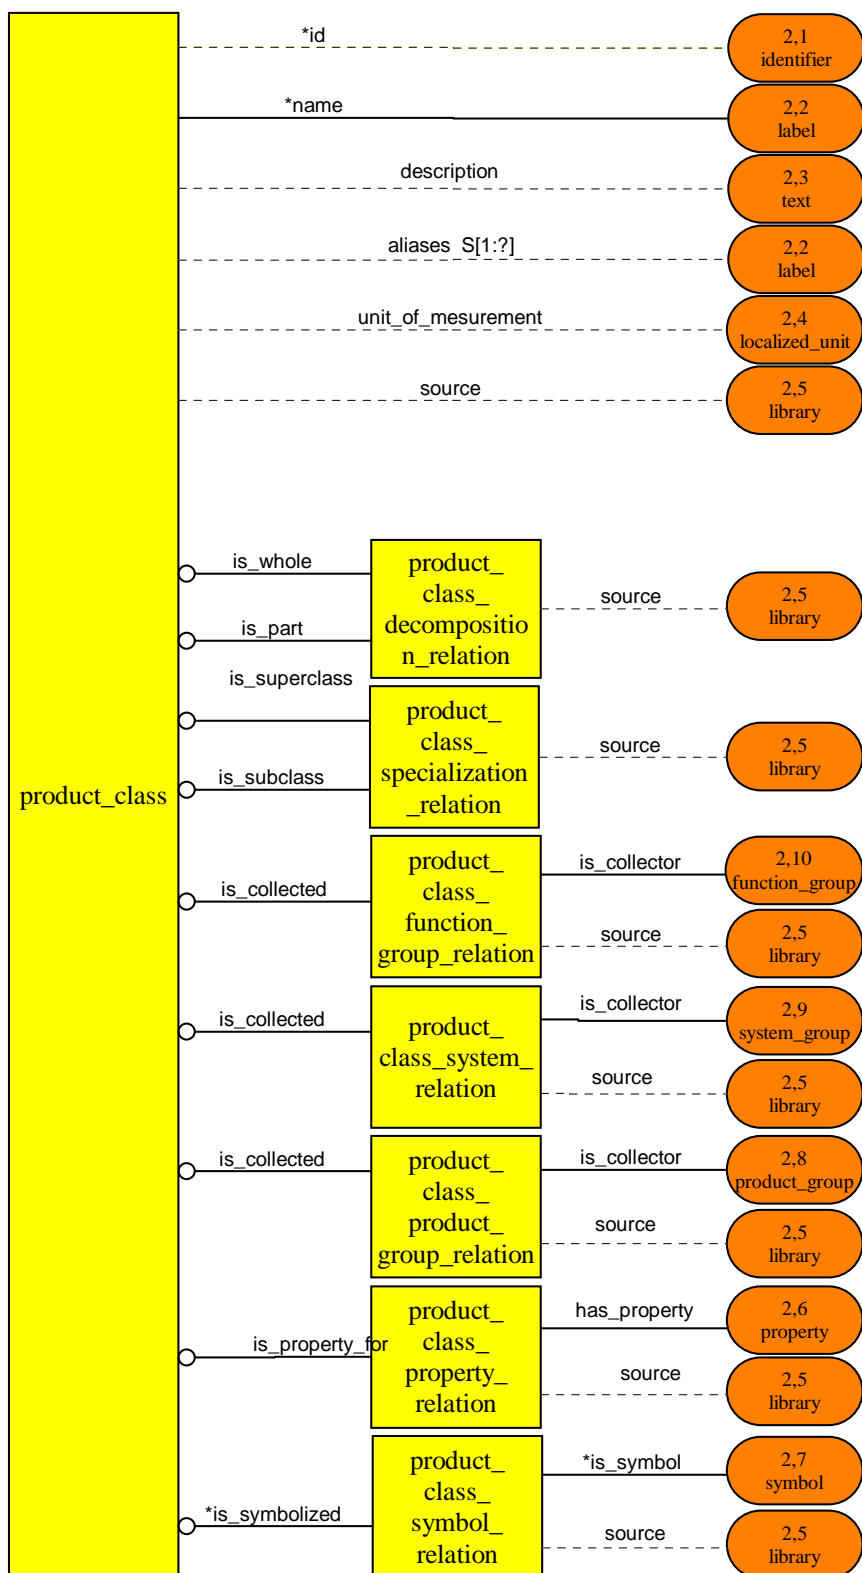 *id
2,1
identifier
*name
2,2
label
description
2,3
text
aliases S[1:?]
2,2
label
unit_of_mesurement
2,4
localized_unit
source
2,5
library
product_class
is_whole
is_part
product_
class_
decompositio
n_relation
source
2,5
library
is_superclass
is_subclass
product_
class_
specialization
_relation
source
2,5
library
is_collected
product_
class_
function_
group_relation
is_collector
2,10
function_group
source
2,5
library
is_collected
product_
class_system_
relation
is_collector
2,9
system_group
source
2,5
library
is_collected
product_
class_
product_
group_relation
is_collector
2,8
product_group
source
2,5
library
is_property_for
product_
class_
property_
relation
has_property
2,6
property
source
2,5
library
*is_symbolized
product_
class_
symbol_
relation
*is_symbol
2,7
symbol
source
2,5
library